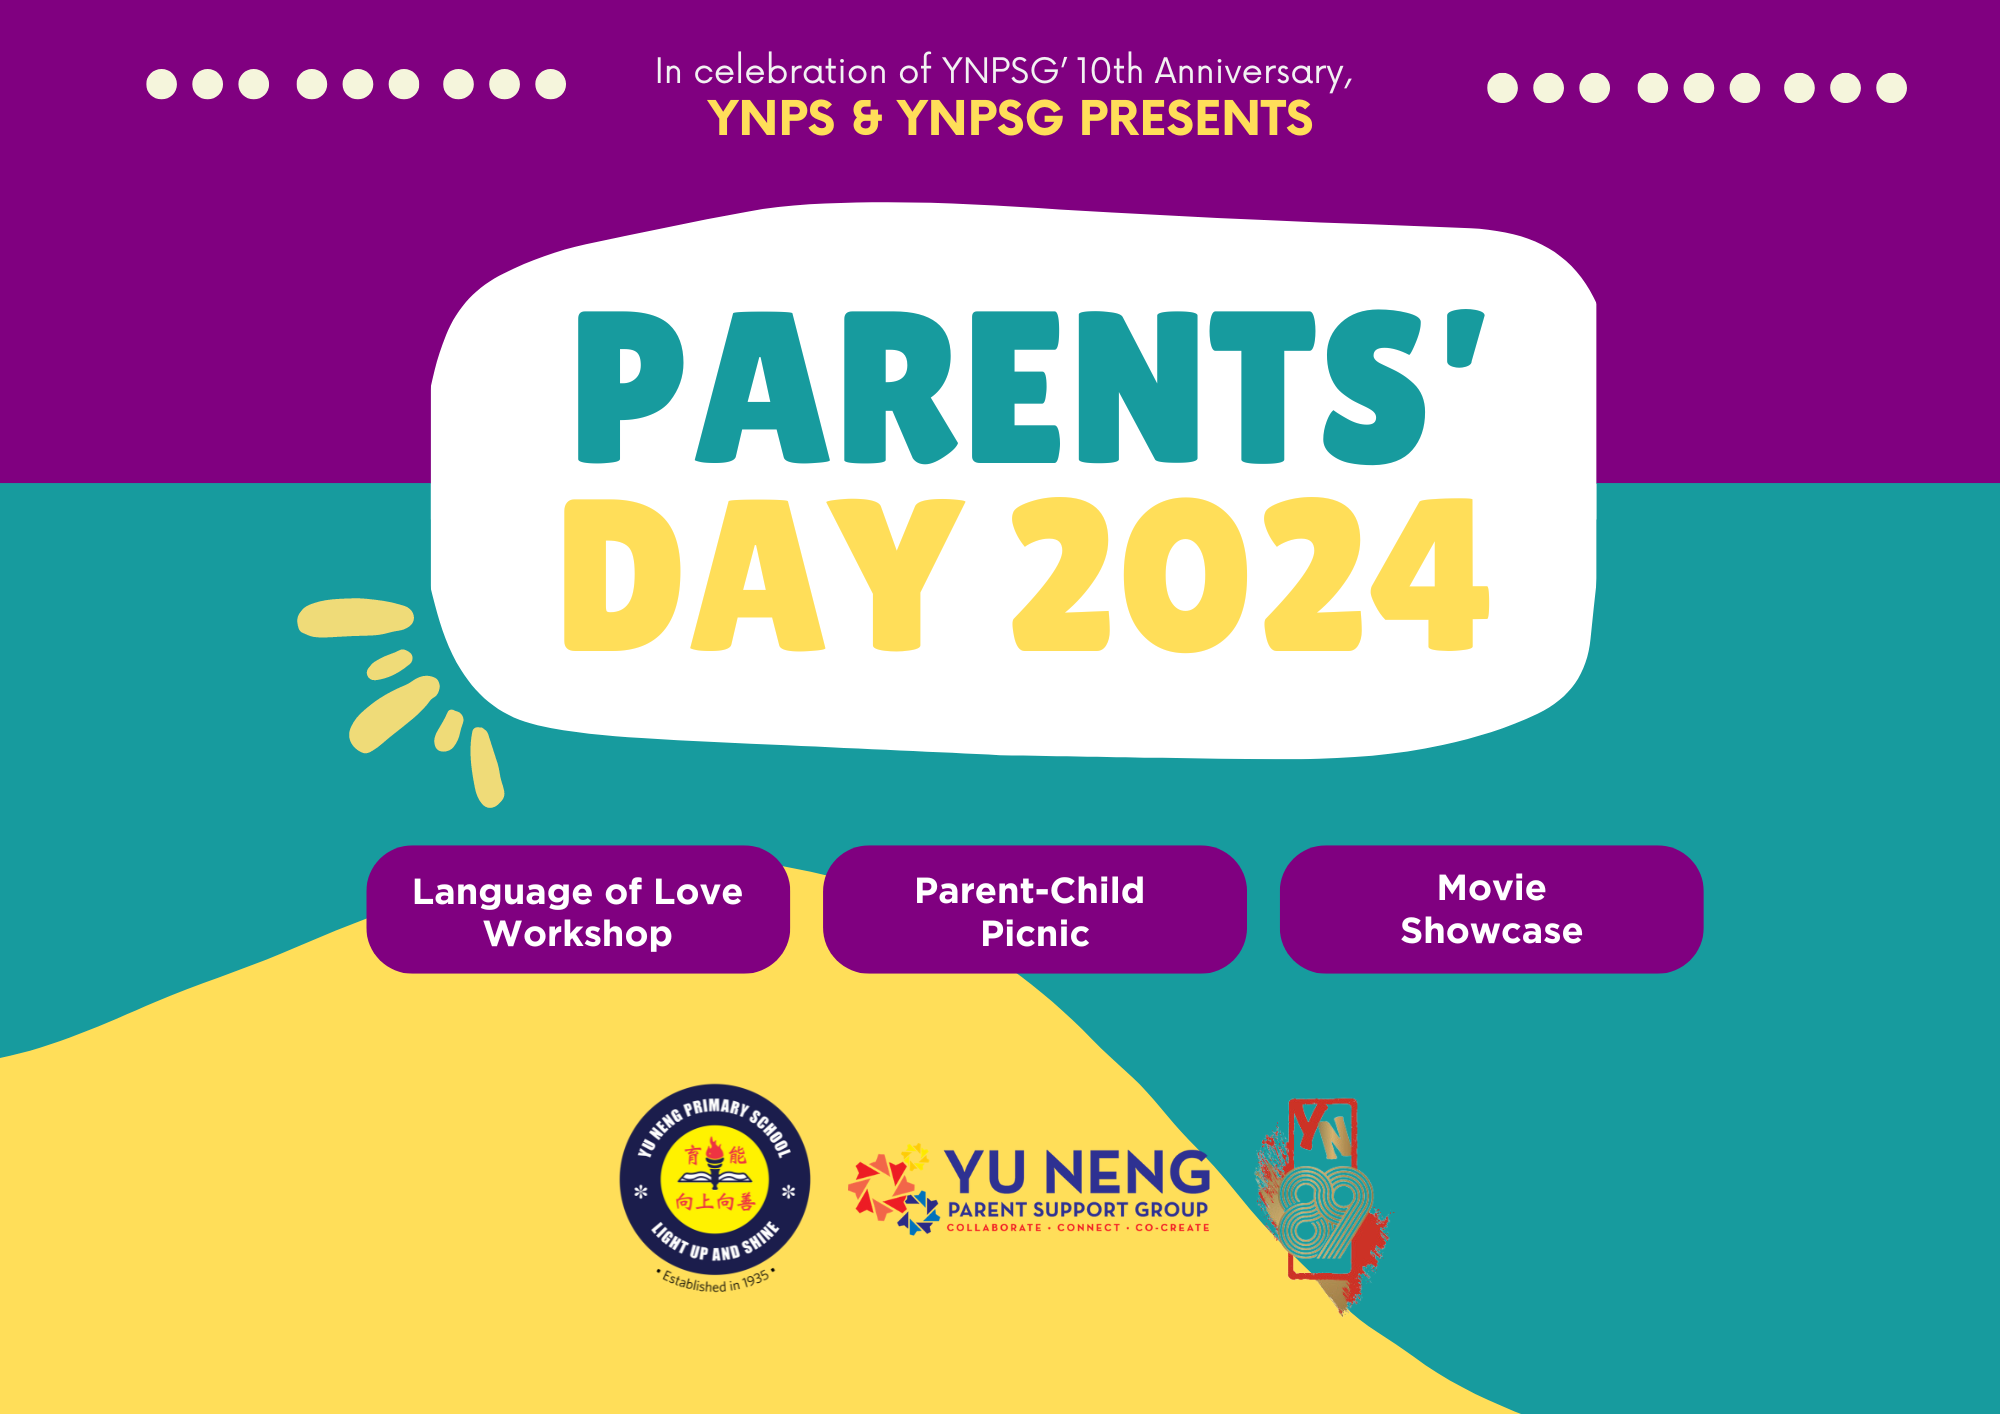 In celebration of YNPSG' 10th Anniversary,
YNPS & YNPSG PRESENTS
PARENTS'
DAY 2024
Language of Love
Workshop
Parent-Child
Picnic
Movie
Showcase
YU NENG PRIMARY SCHOOL
育 能
向上向善
LIGHT UP AND SHINE
• Established in 1935 •
YU NENG
PARENT SUPPORT GROUP
COLLABORATE · CONNECT · CO-CREATE
YN
89